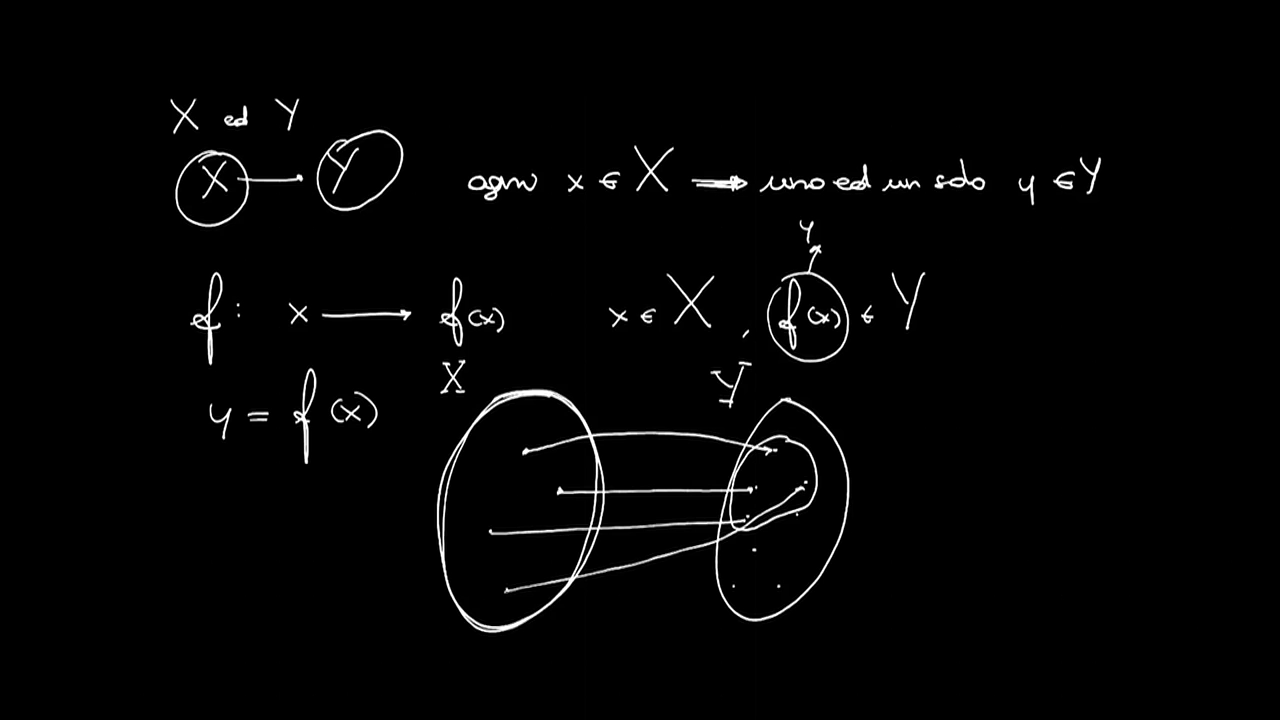 X ed Y
X → Y
ogni x ∈ X → uno ed un solo y ∈ Y
y
f: x → f(x)
x ∈ X , f(x) ∈ Y
y = f(x)
X
Y